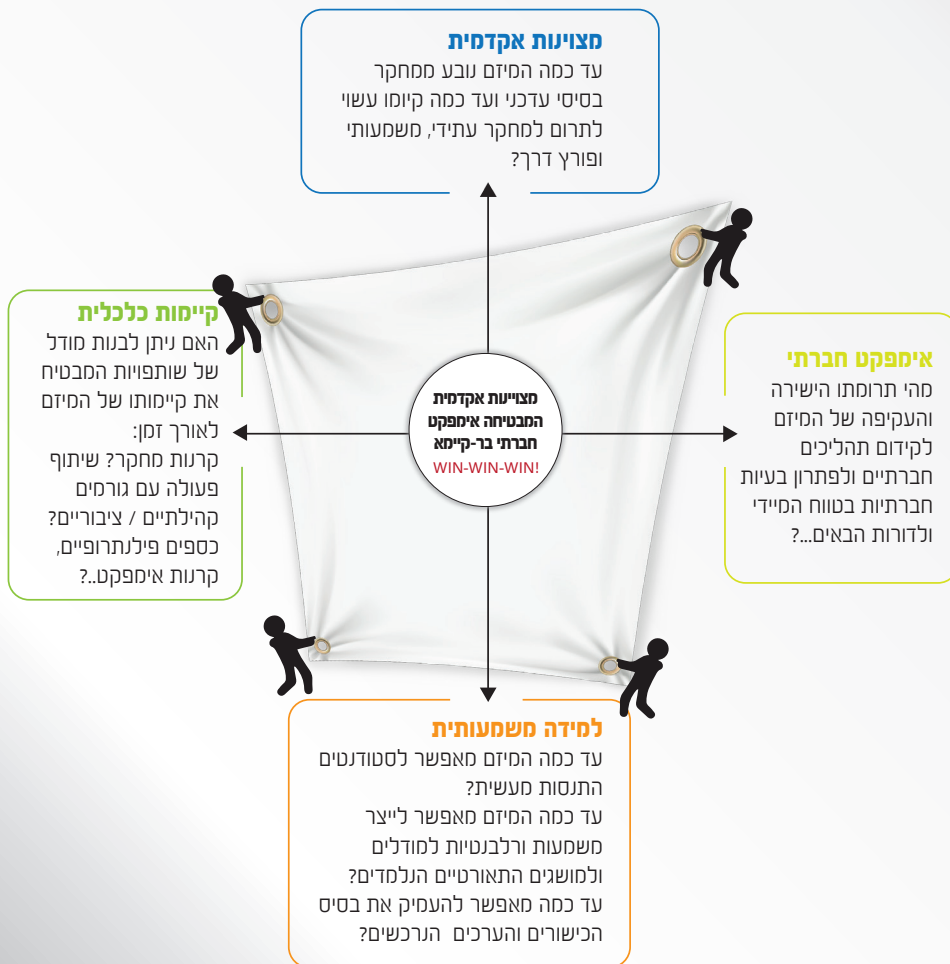 מצוינות אקדמית
עד כמה המיזם נובע ממחקר
בסיסי עדכני ועד כמה קיומו עשוי
לתרום למחקר עתידי, משמעותי
ופורץ דרך?
אימפקט חברתי
מהי תרומתו הישירה
והעקיפה של המיזם
לקידום תהליכים
חברתיים ולפתרון בעיות
חברתיות בטווח המיידי
ולדורות הבאים...?
מצויינות אקדמית
המבטיחה אימפקט
חברתי בר-קיימא
WIN-WIN-WIN!
קיימות כלכלית
האם ניתן לבנות מודל
של שותפויות המבטיח
את קיימותו של המיזם
לאורך זמן:
קרנות מחקר? שיתוף
פעולה עם גורמים
קהילתיים / ציבוריים?
כספים פילנתרופיים,
קרנות אימפקט..?
למידה משמעותית
עד כמה המיזם מאפשר לסטודנטים
התנסות מעשית?
עד כמה המיזם מאפשר לייצר
משמעות ורלבנטיות למודלים
ולמושגים התאורטיים הנלמדים?
עד כמה מאפשר להעמיק את בסיס
הכישורים והערכים הנרכשים?